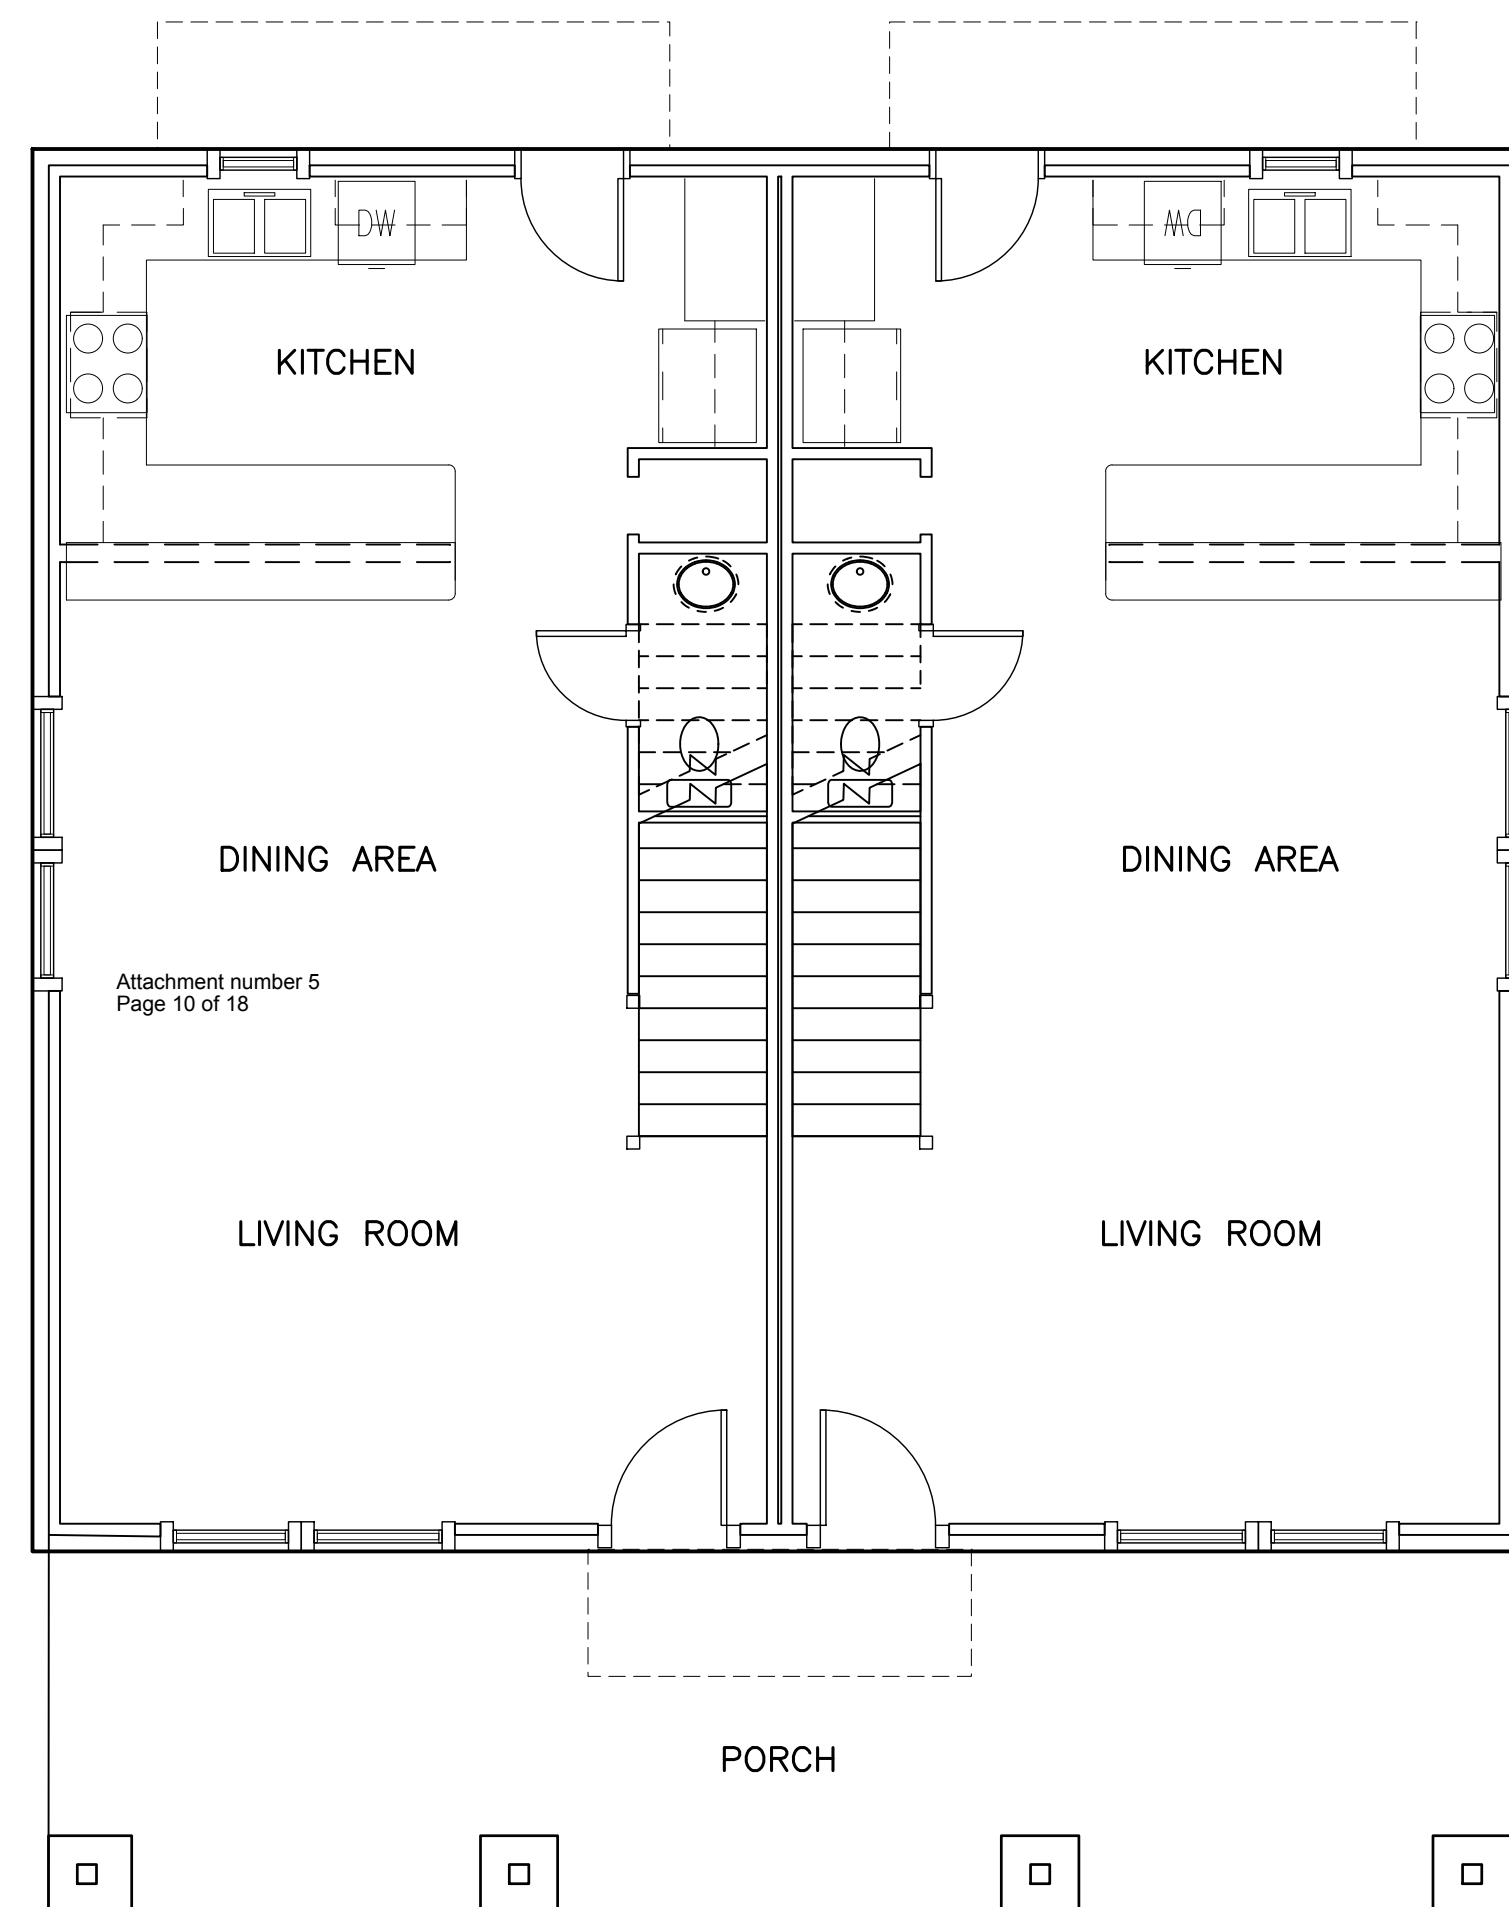 DW
DW
KITCHEN
KITCHEN
DINING AREA
DINING AREA
Attachment number 5
Page 10 of 18
LIVING ROOM
LIVING ROOM
PORCH